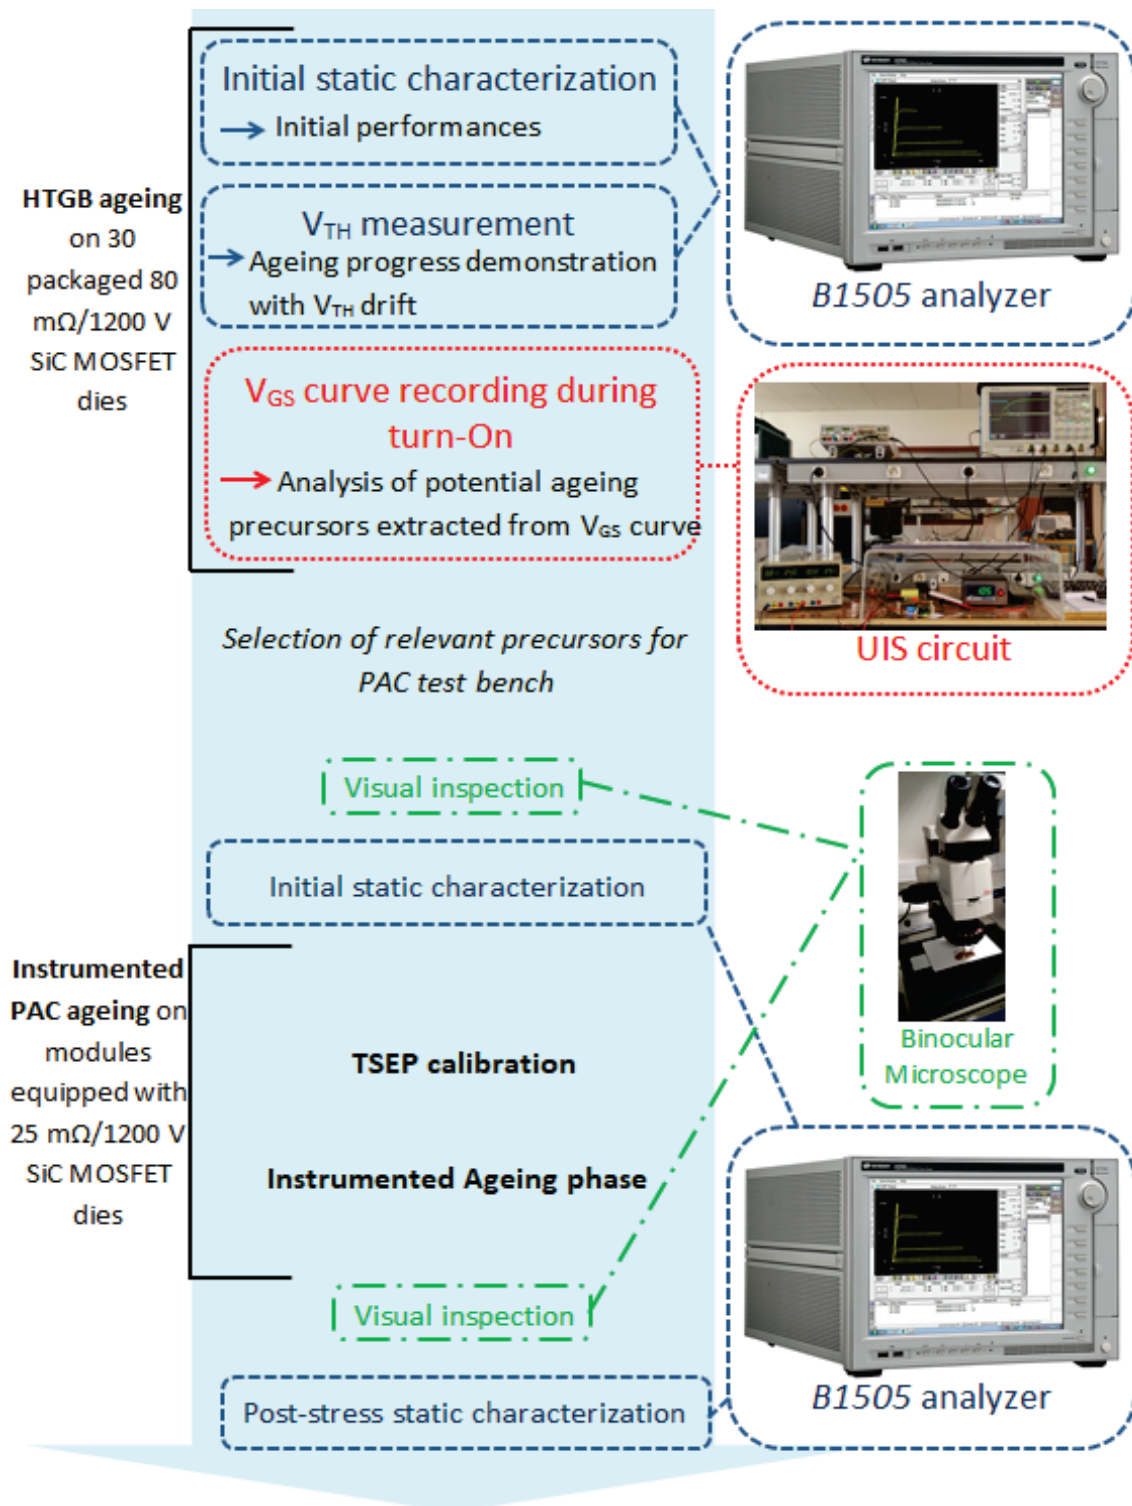 Initial static characterization
→ Initial performances
V_TH measurement
→ Ageing progress demonstration
with V_TH drift
HTGB ageing
on 30
packaged 80
mΩ/1200 V
SiC MOSFET
dies
B1505 analyzer
V_GS curve recording during
turn-On
→ Analysis of potential ageing
precursors extracted from V_GS curve
UIS circuit
Selection of relevant precursors for
PAC test bench
Visual inspection
Initial static characterization
Binocular
Microscope
Instrumented
PAC ageing on
modules
equipped with
25 mΩ/1200 V
SiC MOSFET
dies
TSEP calibration
Instrumented Ageing phase
Visual inspection
Post-stress static characterization
B1505 analyzer